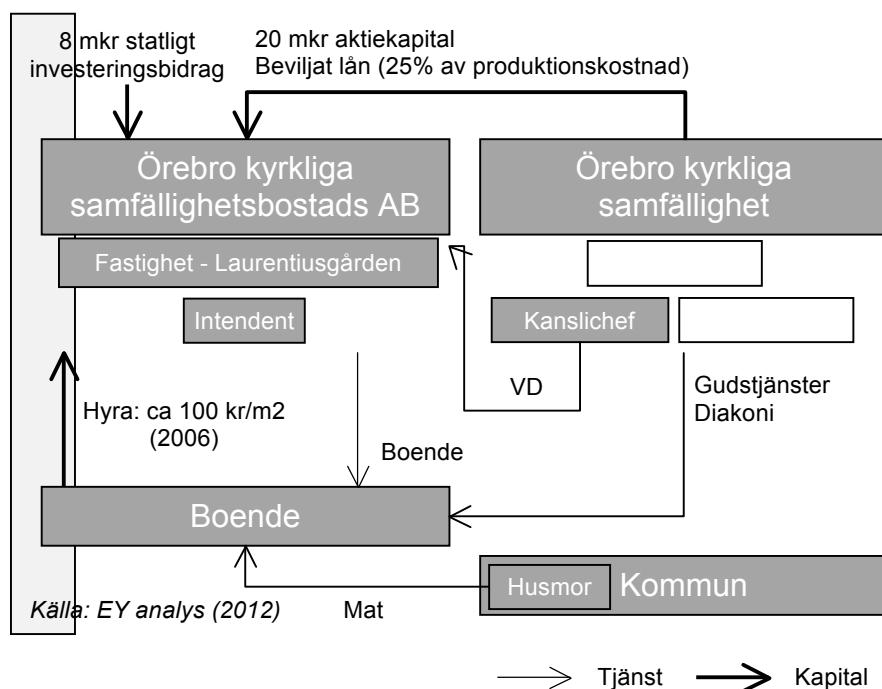 8 mkr statligt
investeringsbidrag
20 mkr aktiekapital
Beviljat lån (25% av produktionskostnad)
Örebro kyrkliga
samfällighetsbostads AB
Örebro kyrkliga
samfällighet
Fastighet - Laurentiusgården
Intendent
Kanslichef
VD
Gudstjänster
Diakoni
Hyra: ca 100 kr/m2
(2006)
Boende
Boende
Husmor
Kommun
Källa: EY analys (2012)
Mat
Tjänst
Kapital